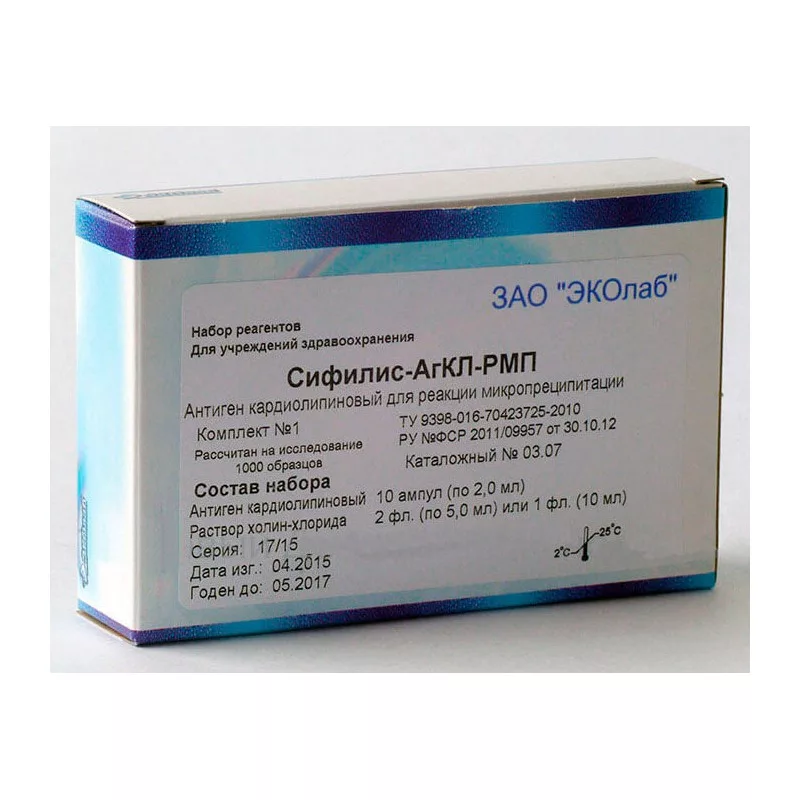 ЗАО "ЭКОлаб"
Набор реагентов
Для учреждений здравоохранения
Сифилис-АгКЛ-РМП
Антиген кардиолипиновый для реакции микропреципитации
Комплект №1
ТУ 9398-016-70423725-2010
Рассчитан на исследование
1000 образцов
РУ №ФСР 2011/09957 от 30.10.12
Каталожный № 03.07
Состав набора
Антиген кардиолипиновый 10 ампул (по 2,0 мл)
Раствор холин-хлорида 2 фл. (по 5,0 мл) или 1 фл. (10 мл)
Серия: 17/15
Дата изг.: 04.2015
Годен до: 05.2017
2°C 25°C